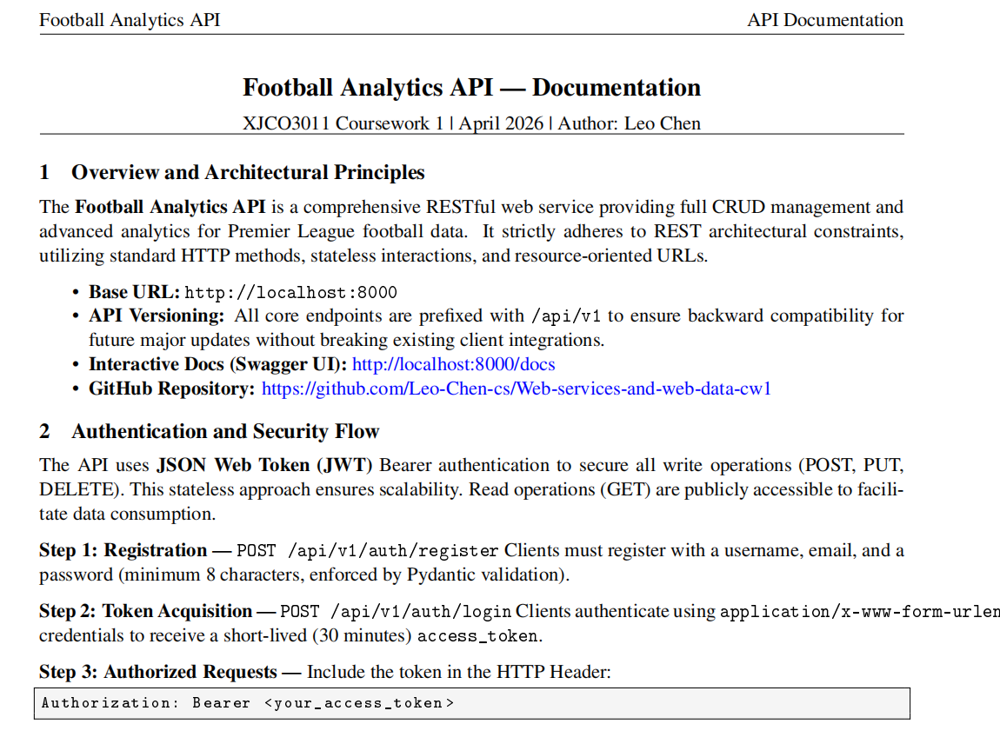 Football Analytics API API Documentation
Football Analytics API — Documentation
XJCO3011 Coursework 1 | April 2026 | Author: Leo Chen
1 Overview and Architectural Principles
The Football Analytics API is a comprehensive RESTful web service providing full CRUD management and
advanced analytics for Premier League football data. It strictly adheres to REST architectural constraints,
utilizing standard HTTP methods, stateless interactions, and resource-oriented URLs.
• Base URL: http://localhost:8000
• API Versioning: All core endpoints are prefixed with /api/v1 to ensure backward compatibility for
future major updates without breaking existing client integrations.
• Interactive Docs (Swagger UI): http://localhost:8000/docs
• GitHub Repository: https://github.com/Leo-Chen-cs/Web-services-and-web-data-cw1
2 Authentication and Security Flow
The API uses JSON Web Token (JWT) Bearer authentication to secure all write operations (POST, PUT,
DELETE). This stateless approach ensures scalability. Read operations (GET) are publicly accessible to facili-
tate data consumption.
Step 1: Registration — POST /api/v1/auth/register Clients must register with a username, email, and a
password (minimum 8 characters, enforced by Pydantic validation).
Step 2: Token Acquisition — POST /api/v1/auth/login Clients authenticate using application/x-www-form-urlen
credentials to receive a short-lived (30 minutes) access_token.
Step 3: Authorized Requests — Include the token in the HTTP Header:
Authorization: Bearer <your_access_token>